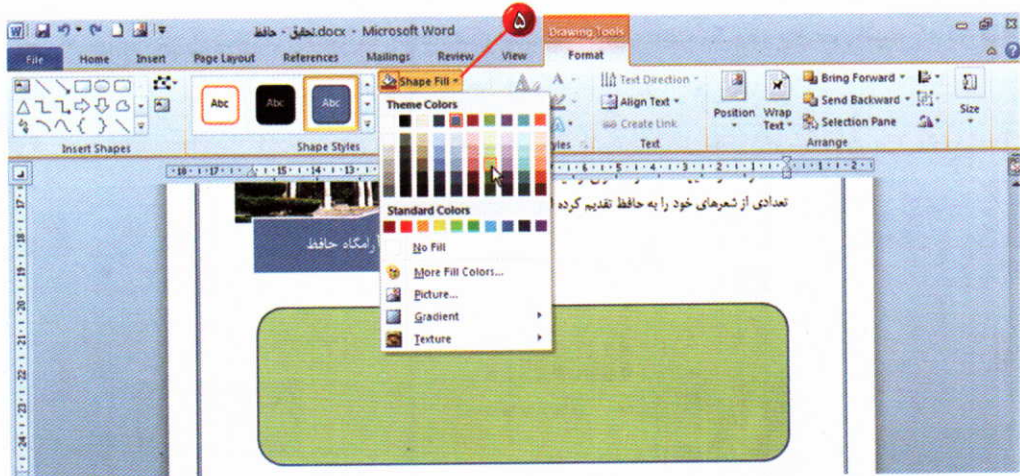 ۵
تحقیق - حافظ.docx - Microsoft Word
Drawing Tools
File Home Insert Page Layout References Mailings Review View Format
Abc Abc Abc
Shape Fill
Text Direction
Align Text
Create Link
Position
Wrap Text
Bring Forward
Send Backward
Selection Pane
Size
Insert Shapes Shape Styles Text Arrange
Theme Colors
Standard Colors
No Fill
More Fill Colors...
Picture...
Gradient
Texture
تعدادی از شعرهای خود را به حافظ تقدیم کرده
آرامگاه حافظ